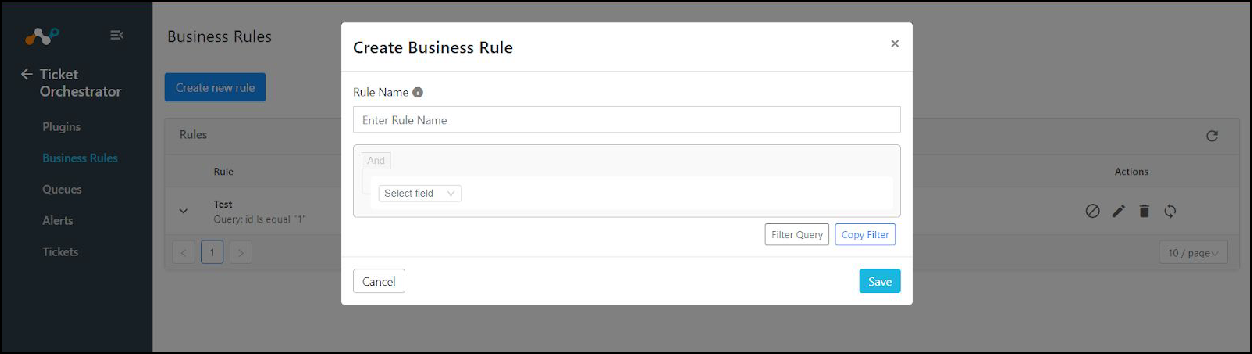 Ticket
Orchestrator
Plugins
Business Rules
Queues
Alerts
Tickets
Business Rules
Create new rule
Rules
Rule
Actions
Test
Query: id is equal "1"
1
10 / page
Create Business Rule
Rule Name
Enter Rule Name
And
Select field
Filter Query
Copy Filter
Cancel
Save